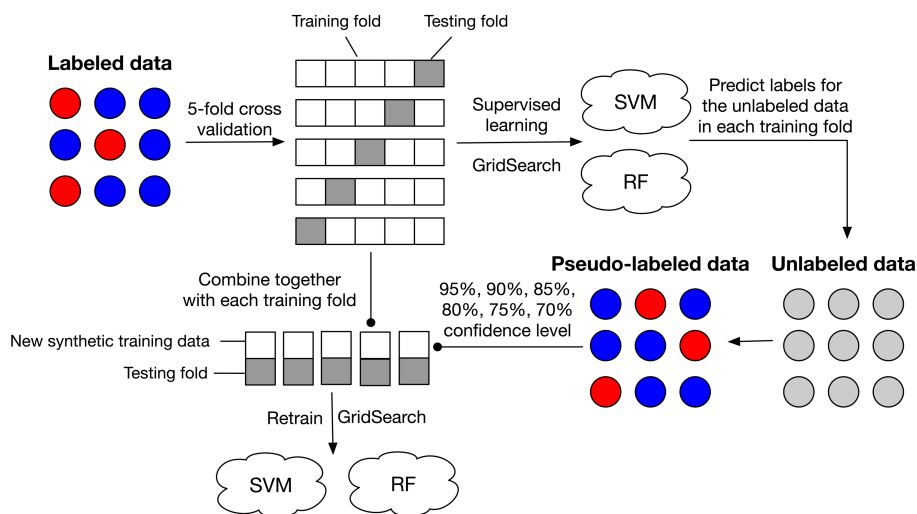 Training fold
Testing fold
Labeled data
5-fold cross
validation
Supervised
learning
GridSearch
SVM
RF
Predict labels for
the unlabeled data
in each training fold
Combine together
with each training fold
Pseudo-labeled data
Unlabeled data
95%, 90%, 85%,
80%, 75%, 70%
confidence level
New synthetic training data
Testing fold
Retrain
GridSearch
SVM
RF